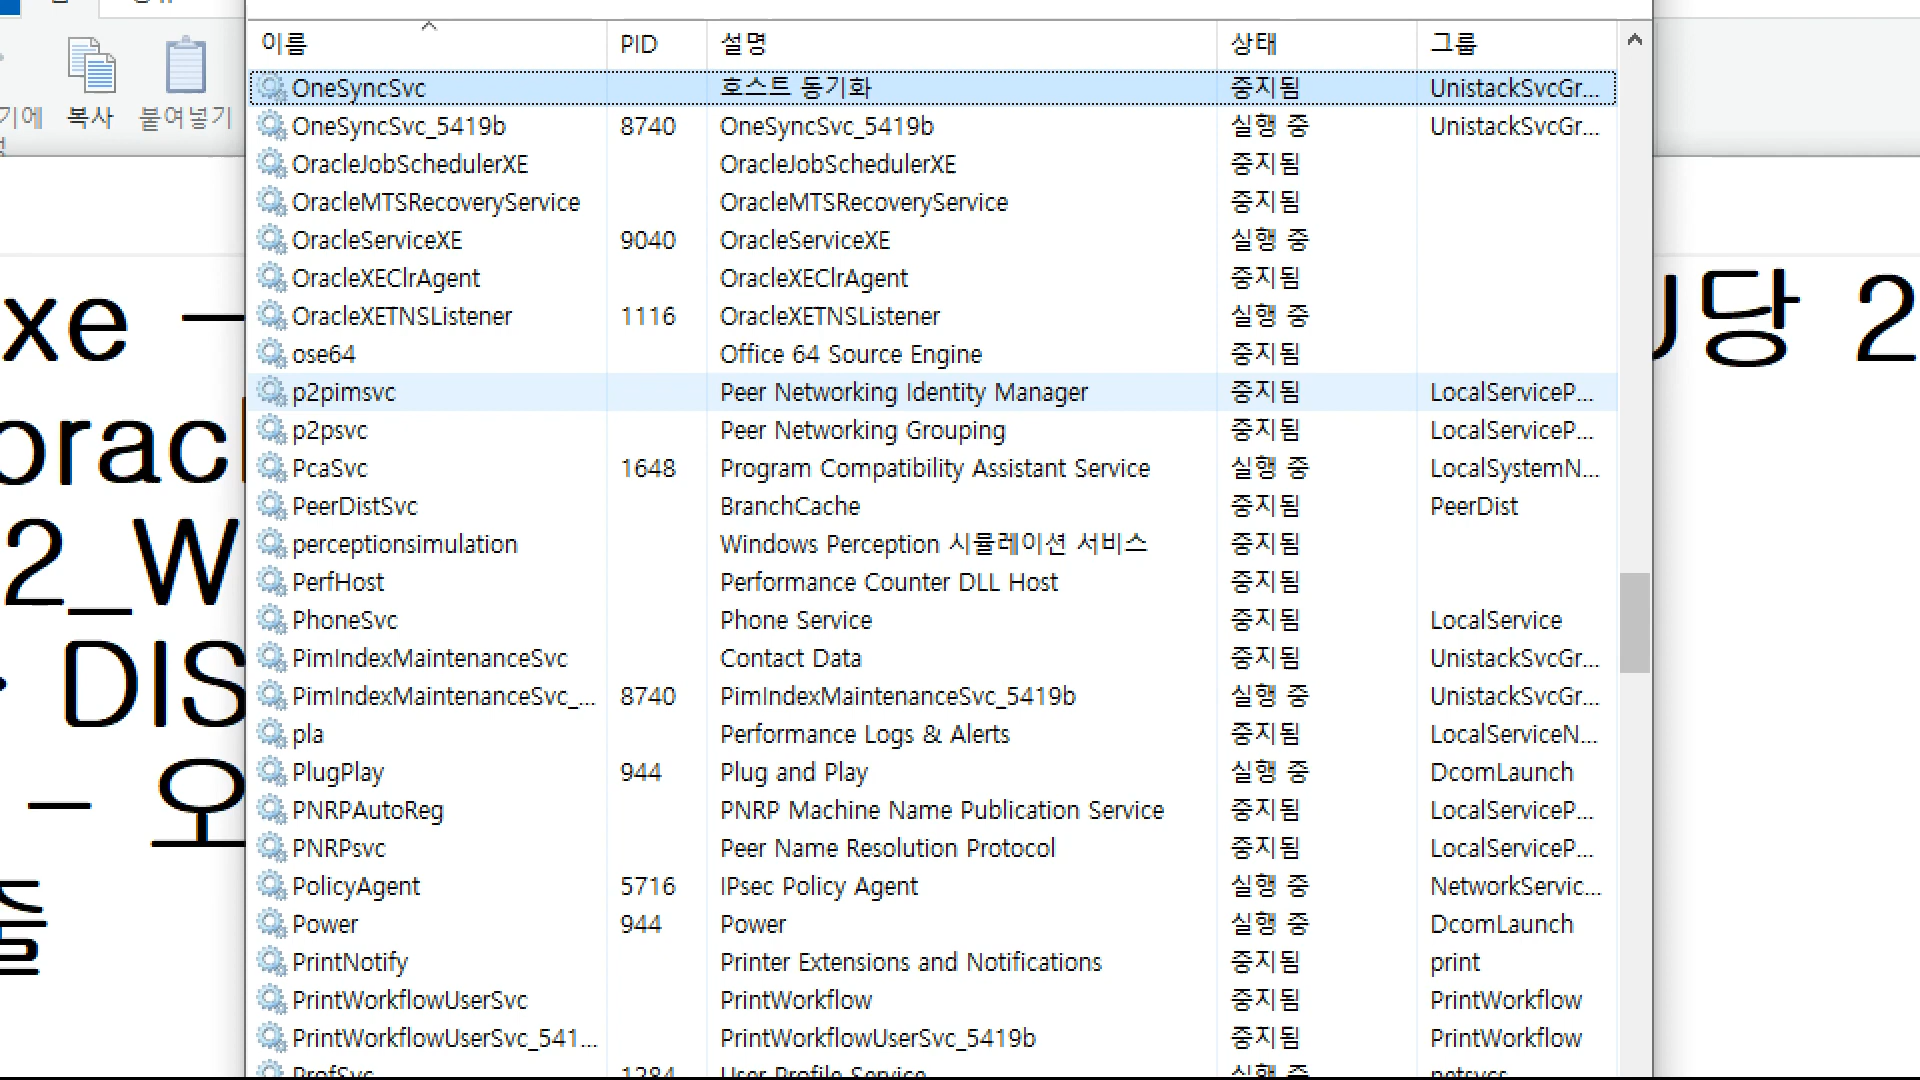 복사
붙여넣기
기에
이름 PID 설명 상태 그룹
OneSyncSvc 호스트 동기화 중지됨 UnistackSvcGr...
OneSyncSvc_5419b 8740 OneSyncSvc_5419b 실행 중 UnistackSvcGr...
OracleJobSchedulerXE OracleJobSchedulerXE 중지됨
OracleMTSRecoveryService OracleMTSRecoveryService 중지됨
OracleServiceXE 9040 OracleServiceXE 실행 중
OracleXEClrAgent OracleXEClrAgent 중지됨
OracleXETNSListener 1116 OracleXETNSListener 실행 중
ose64 Office 64 Source Engine 중지됨
p2pimsvc Peer Networking Identity Manager 중지됨 LocalServiceP...
p2psvc Peer Networking Grouping 중지됨 LocalServiceP...
PcaSvc 1648 Program Compatibility Assistant Service 실행 중 LocalSystemN...
PeerDistSvc BranchCache 중지됨 PeerDist
perceptionsimulation Windows Perception 시뮬레이션 서비스 중지됨
PerfHost Performance Counter DLL Host 중지됨
PhoneSvc Phone Service 중지됨 LocalService
PimIndexMaintenanceSvc Contact Data 중지됨 UnistackSvcGr...
PimIndexMaintenanceSvc_... 8740 PimIndexMaintenanceSvc_5419b 실행 중 UnistackSvcGr...
pla Performance Logs & Alerts 중지됨 LocalServiceN...
PlugPlay 944 Plug and Play 실행 중 DcomLaunch
PNRPAutoReg PNRP Machine Name Publication Service 중지됨 LocalServiceP...
PNRPsvc Peer Name Resolution Protocol 중지됨 LocalServiceP...
PolicyAgent 5716 IPsec Policy Agent 실행 중 NetworkServic...
Power 944 Power 실행 중 DcomLaunch
PrintNotify Printer Extensions and Notifications 중지됨 print
PrintWorkflowUserSvc PrintWorkflow 중지됨 PrintWorkflow
PrintWorkflowUserSvc_541... PrintWorkflowUserSvc_5419b 중지됨 PrintWorkflow
ProfSvc 1284 User Profile Service 실행 중 netsvcs
xe –
당 2
orac
2_W
DIS
– 오
줄